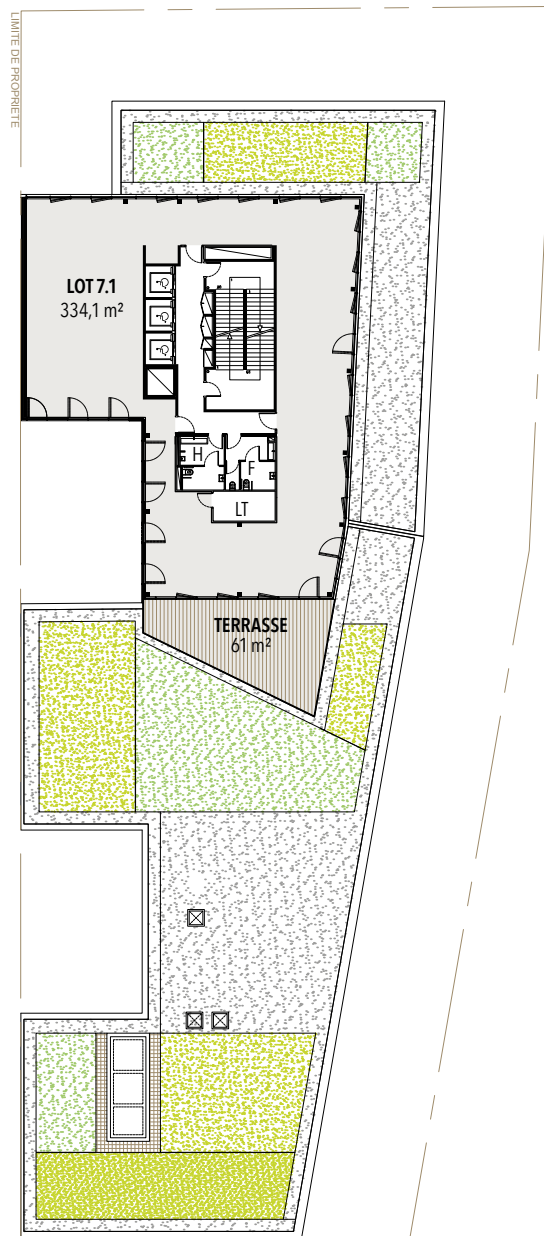 LIMITE DE PROPRIETE
LOT 7.1
334,1 m²
H
F
LT
TERRASSE
61 m²